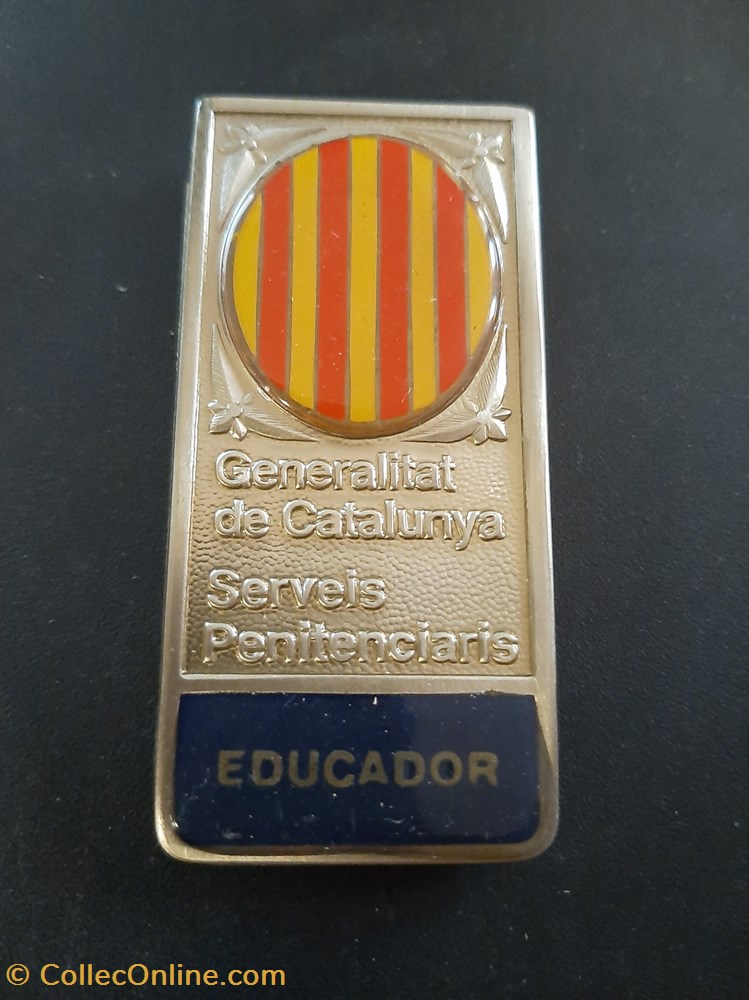 Generalitat
de Catalunya
Serveis
Penitenciaris
EDUCADOR
© CollecOnline.com